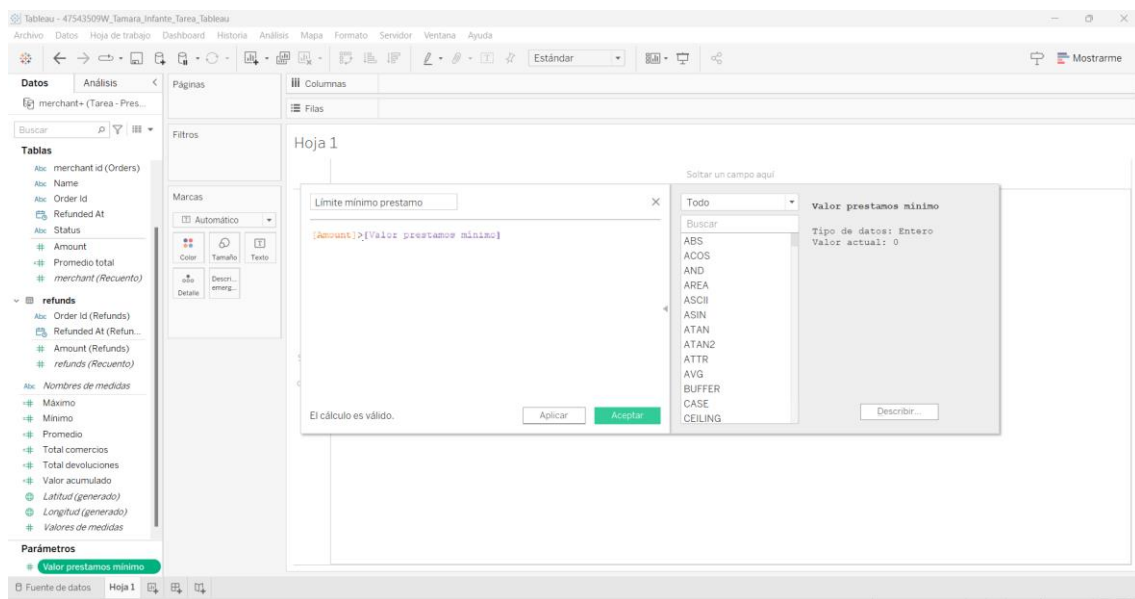 Tableau - 47543509W_Tamara_Infante_Tarea_Tableau
Archivo Datos Hoja de trabajo Dashboard Historia Análisis Mapa Formato Servidor Ventana Ayuda
Estándar
Mostrarme
Datos Análisis
merchant+ (Tarea - Pres...
Buscar
Tablas
Abc merchant id (Orders)
Abc Name
Abc Order Id
Refunded At
Abc Status
# Amount
=# Promedio total
# merchant (Recuento)
refunds
Abc Order Id (Refunds)
Refunded At (Refun...
# Amount (Refunds)
# refunds (Recuento)
Abc Nombres de medidas
=# Máximo
=# Mínimo
=# Promedio
=# Total comercios
=# Total devoluciones
=# Valor acumulado
Latitud (generado)
Longitud (generado)
# Valores de medidas
Parámetros
# Valor prestamos mínimo
Páginas
Filtros
Marcas
Automático
Color Tamaño Texto
Detalle Descri... emerg...
Columnas
Filas
Hoja 1
Soltar un campo aquí
Límite mínimo prestamo
[Amount]>[Valor prestamos mínimo]
El cálculo es válido.
Aplicar Aceptar
Todo
Buscar
ABS
ACOS
AND
AREA
ASCII
ASIN
ATAN
ATAN2
ATTR
AVG
BUFFER
CASE
CEILING
Valor prestamos mínimo
Tipo de datos: Entero
Valor actual: 0
Describir...
Fuente de datos Hoja 1